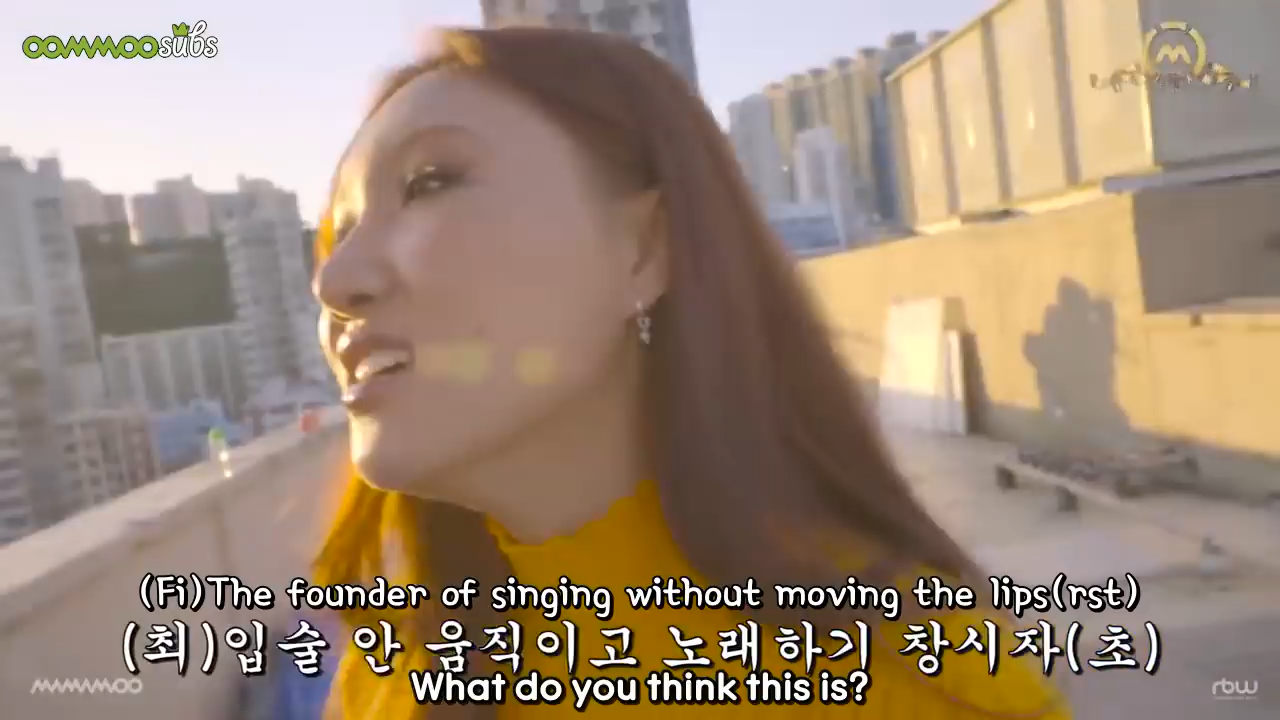 oommoosubs
M
(Fi)The founder of singing without moving the lips(rst)
(최)입술 안 움직이고 노래하기 창시자(초)
What do you think this is?
MAMAMOO
rbw